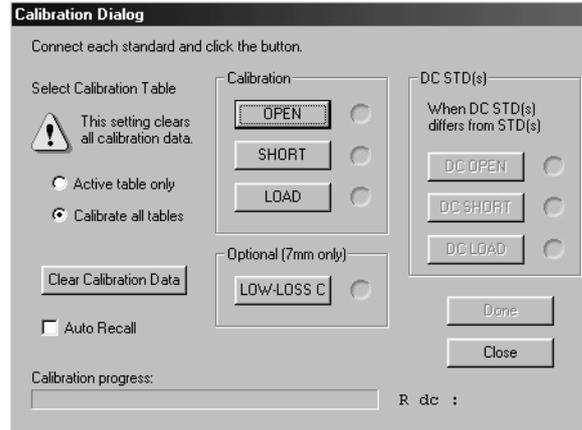 Calibration Dialog
Connect each standard and click the button.
Select Calibration Table
This setting clears
all calibration data.
Active table only
Calibrate all tables
Clear Calibration Data
Auto Recall
Calibration
OPEN
SHORT
LOAD
Optional (7mm only)
LOW-LOSS C
DC STD(s)
When DC STD(s)
differs from STD(s)
DC OPEN
DC SHORT
DC LOAD
Done
Close
Calibration progress:
R dc :